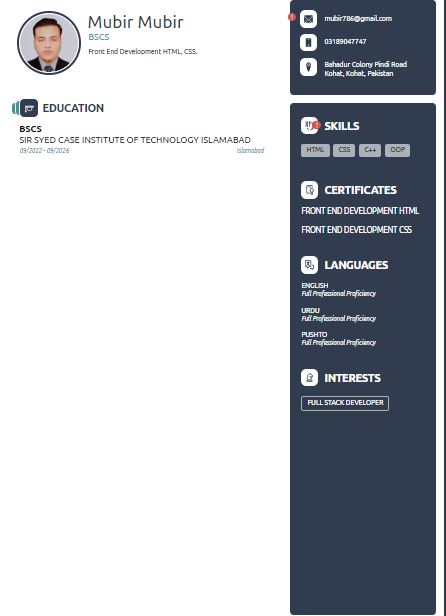 Mubir Mubir
BSCS
Front End Development HTML, CSS.
EDUCATION
BSCS
SIR SYED CASE INSTITUTE OF TECHNOLOGY ISLAMABAD
09/2022 - 09/2026 Islamabad
mubir786@gmail.com
03189047747
Bahadur Colony Pindi Road
Kohat, Kohat, Pakistan
SKILLS
HTML CSS C++ OOP
CERTIFICATES
FRONT END DEVELOPMENT HTML
FRONT END DEVELOPMENT CSS
LANGUAGES
ENGLISH
Full Professional Proficiency
URDU
Full Professional Proficiency
PUSHTO
Full Professional Proficiency
INTERESTS
FULL STACK DEVELOPER